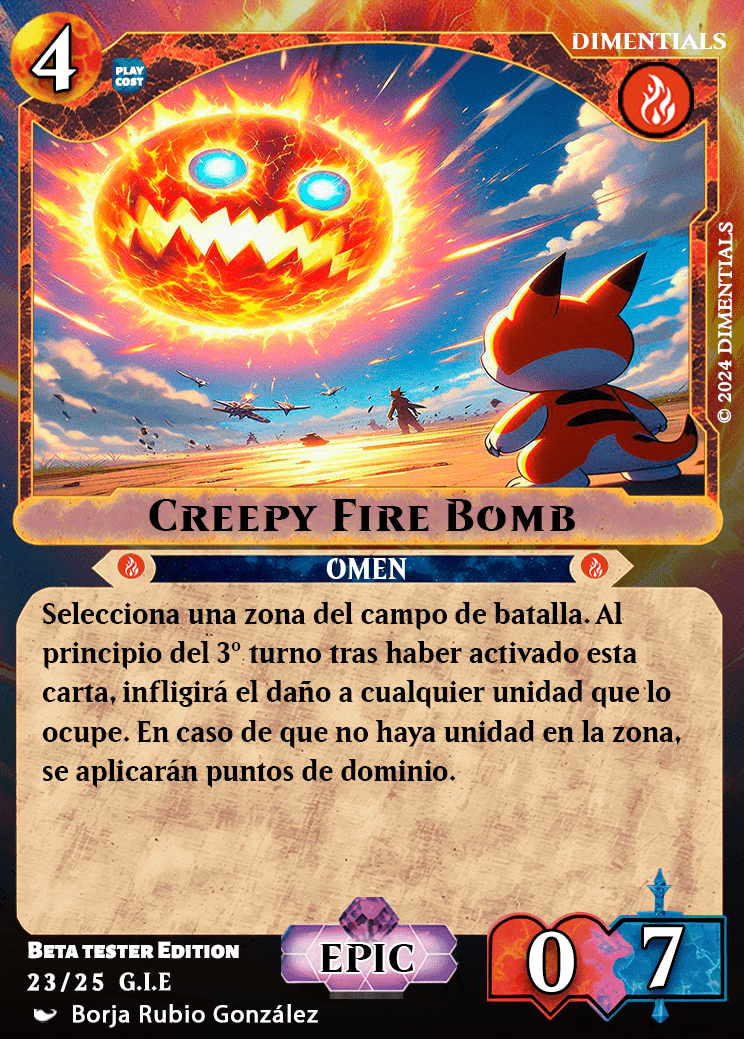 4
PLAY
COST
DIMENTIALS
© 2024 DIMENTIALS
CREEPY FIRE BOMB
OMEN
Selecciona una zona del campo de batalla. Al
principio del 3º turno tras haber activado esta
carta, infligirá el daño a cualquier unidad que lo
ocupe. En caso de que no haya unidad en la zona,
se aplicarán puntos de dominio.
BETA TESTER EDITION
23/25 G.I.E
Borja Rubio González
EPIC
0
7